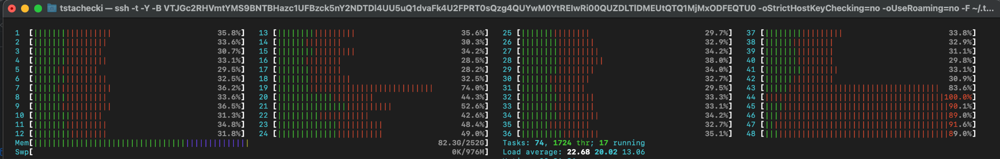 tstachecki — ssh -t -Y -B VTJGc2RHVmtYMS9BNTBHazc1UFBzck5nY2NDTDl4UU5uQ1dvaFk4U2FPRT0sQzg4QUYwM0YtREIwRi00QUZDLTlDMEUtQTQ1MjMxODFEQTU0 -oStrictHostKeyChecking=no -oUseRoaming=no -F ~/.t...
1 [ 35.8%] 13 [ 35.6%] 25 [ 29.7%] 37 [ 33.8%]
2 [ 33.6%] 14 [ 30.3%] 26 [ 32.9%] 38 [ 32.9%]
3 [ 30.7%] 15 [ 34.2%] 27 [ 34.2%] 39 [ 31.1%]
4 [ 33.1%] 16 [ 28.5%] 28 [ 38.0%] 40 [ 29.8%]
5 [ 29.5%] 17 [ 28.2%] 29 [ 34.0%] 41 [ 33.1%]
6 [ 32.5%] 18 [ 32.5%] 30 [ 32.7%] 42 [ 30.9%]
7 [ 36.2%] 19 [ 74.0%] 31 [ 29.5%] 43 [ 83.6%]
8 [ 33.6%] 20 [ 44.3%] 32 [ 33.3%] 44 [ 100.0%]
9 [ 36.5%] 21 [ 52.6%] 33 [ 33.1%] 45 [ 90.1%]
10 [ 31.3%] 22 [ 42.6%] 34 [ 34.2%] 46 [ 89.0%]
11 [ 34.8%] 23 [ 48.4%] 35 [ 32.7%] 47 [ 91.6%]
12 [ 31.8%] 24 [ 49.0%] 36 [ 35.1%] 48 [ 89.0%]
Mem[ 82.3G/252G] Tasks: 74, 1724 thr; 17 running
Swp[ 0K/976M] Load average: 22.68 20.02 13.06